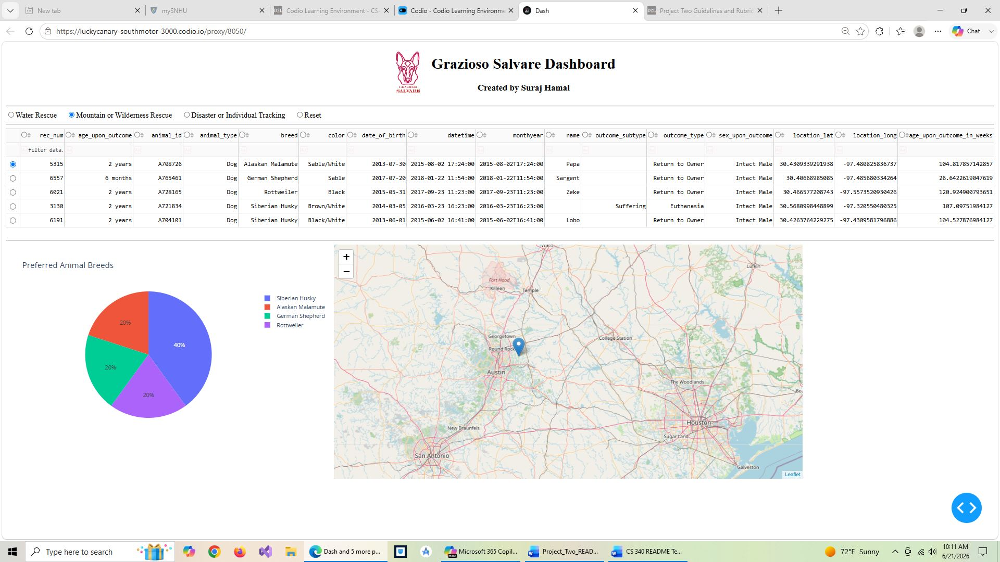 New tab
mySNHU
Codio Learning Environment - CS-
Codio - Codio Learning Environme
Dash
Project Two Guidelines and Rubric
https://luckycanary-southmotor-3000.codio.io/proxy/8050/
Chat
GRAZIOSO
SALVARE
Grazioso Salvare Dashboard
Created by Suraj Hamal
Water Rescue Mountain or Wilderness Rescue Disaster or Individual Tracking Reset
rec_num age_upon_outcome animal_id animal_type breed color date_of_birth datetime monthyear name outcome_subtype outcome_type sex_upon_outcome location_lat location_long age_upon_outcome_in_weeks
filter data.
5315 2 years A708726 Dog Alaskan Malamute Sable/White 2013-07-30 2015-08-02 17:24:00 2015-08-02T17:24:00 Papa Return to Owner Intact Male 30.4309339291938 -97.480825836737 104.817857142857
6557 6 months A765461 Dog German Shepherd Sable 2017-07-20 2018-01-22 11:54:00 2018-01-22T11:54:00 Sargent Return to Owner Intact Male 30.40668985085 -97.485680334264 26.6422619047619
6021 2 years A728165 Dog Rottweiler Black 2015-05-31 2017-09-23 11:23:00 2017-09-23T11:23:00 Zeke Return to Owner Intact Male 30.466577208743 -97.5573520930426 120.924900793651
3130 2 years A721834 Dog Siberian Husky Brown/White 2014-03-05 2016-03-23 16:23:00 2016-03-23T16:23:00 Suffering Euthanasia Intact Male 30.5680998448899 -97.320550480325 107.09751984127
6191 2 years A704101 Dog Siberian Husky Black/White 2013-06-01 2015-06-02 16:41:00 2015-06-02T16:41:00 Lobo Return to Owner Intact Male 30.4263764229275 -97.4309581796886 104.527876984127
Preferred Animal Breeds
40%
20%
20%
20%
Siberian Husky
Alaskan Malamute
German Shepherd
Rottweiler
+
−
Waco
Lufkin
Fort Hood
Killeen
Temple
Georgetown
College Station
Round Rock
Austin
The Woodlands
Bea
Houston
New Braunfels
Sugar Land
San Antonio
Galveston
Leaflet
Type here to search
Dash and 5 more p...
Microsoft 365 Copil...
Project_Two_READ...
CS 340 README Te...
72°F Sunny
10:11 AM
6/21/2026